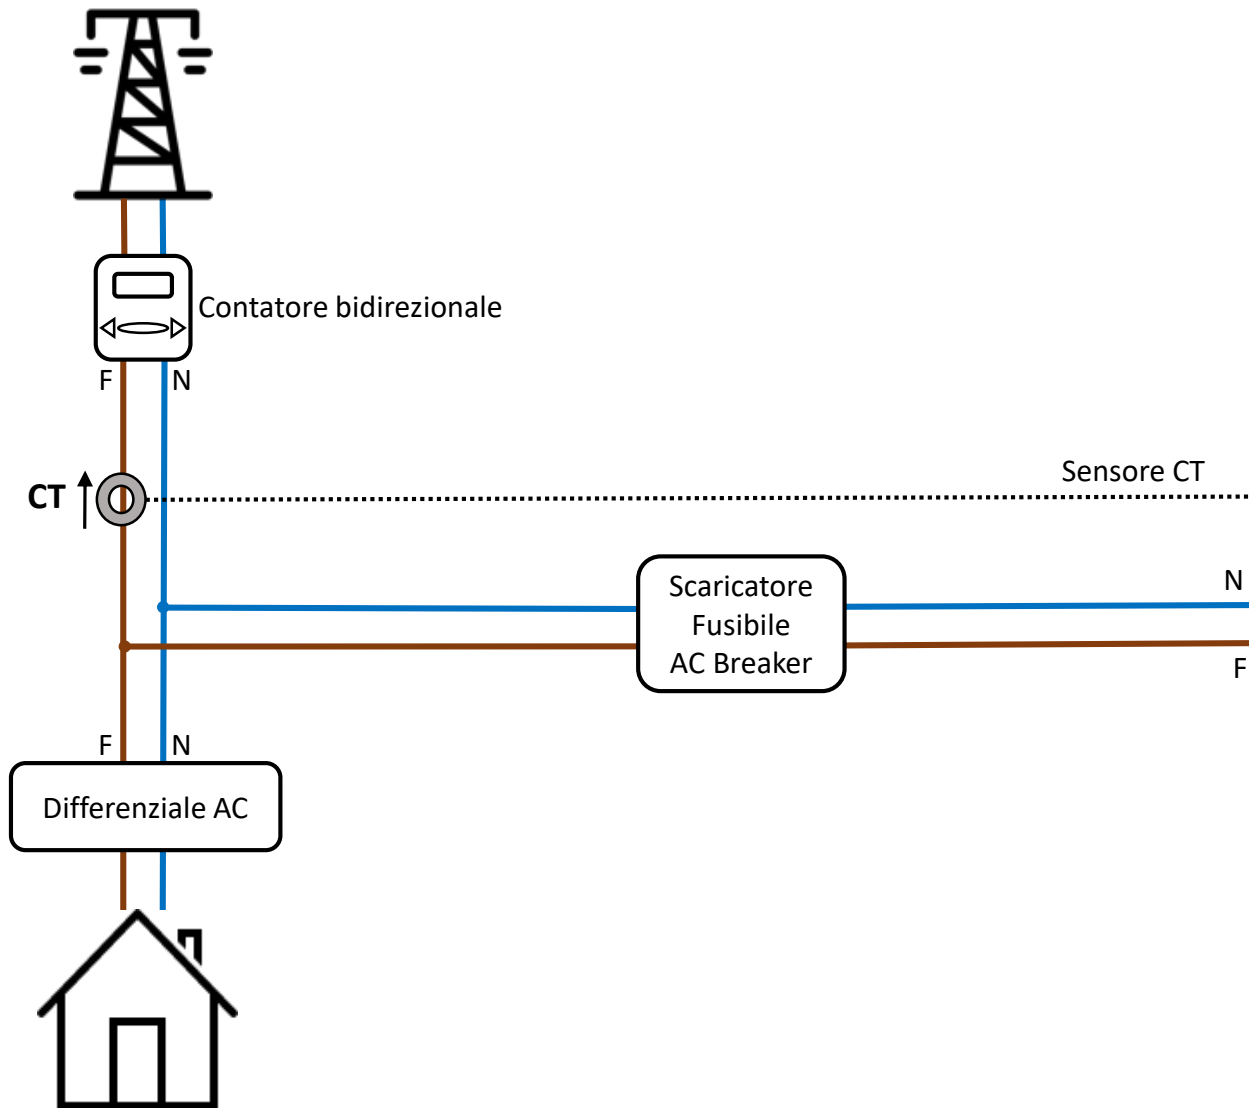 Contatore bidirezionale
F N
Sensore CT
CT
N
Scaricatore
Fusibile
AC Breaker
F
F N
Differenziale AC